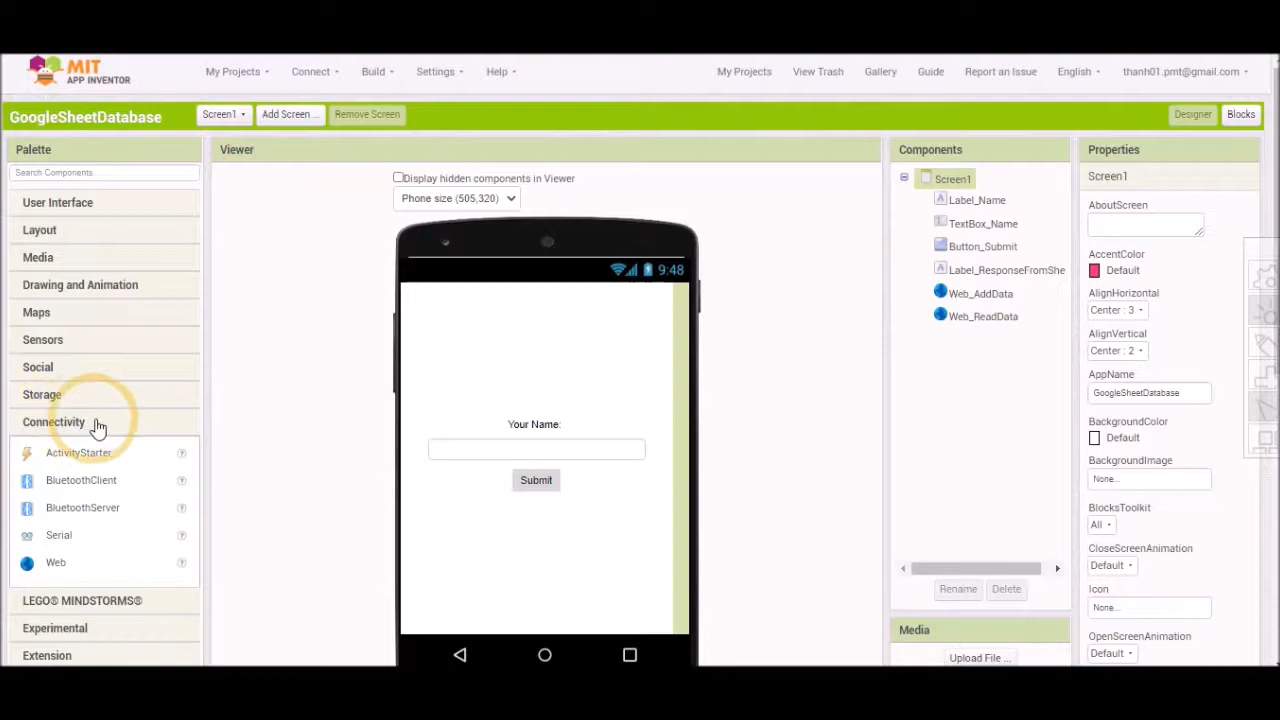 MIT
APP INVENTOR
My Projects
Connect
Build
Settings
Help
My Projects
View Trash
Gallery
Guide
Report an Issue
English
thanh01.pmt@gmail.com
GoogleSheetDatabase
Screen1
Add Screen ...
Remove Screen
Designer
Blocks
Palette
Search Components...
User Interface
Layout
Media
Drawing and Animation
Maps
Sensors
Social
Storage
Connectivity
ActivityStarter
BluetoothClient
BluetoothServer
Serial
Web
LEGO® MINDSTORMS®
Experimental
Extension
Viewer
Display hidden components in Viewer
Phone size (505,320)
9:48
Your Name:
Submit
Components
Screen1
Label_Name
TextBox_Name
Button_Submit
Label_ResponseFromShe
Web_AddData
Web_ReadData
Rename
Delete
Media
Upload File ...
Properties
Screen1
AboutScreen
AccentColor
Default
AlignHorizontal
Center : 3
AlignVertical
Center : 2
AppName
GoogleSheetDatabase
BackgroundColor
Default
BackgroundImage
None...
BlocksToolkit
All
CloseScreenAnimation
Default
Icon
None...
OpenScreenAnimation
Default